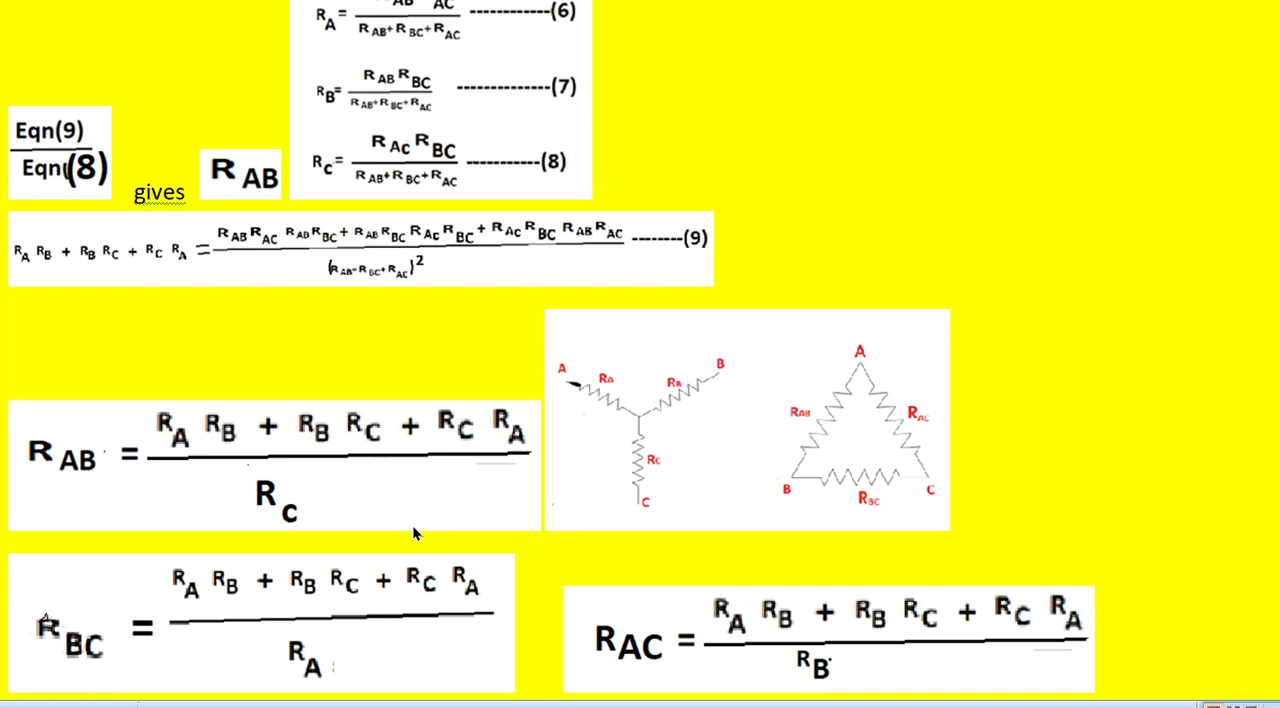 R_A = R_AB R_AC / (R_AB+R_BC+R_AC) -----------(6)
R_B = R_AB R_BC / (R_AB+R_BC+R_AC) -------------(7)
R_C = R_AC R_BC / (R_AB+R_BC+R_AC) ----------(8)
Eqn(9) / Eqn(8) gives R_AB
R_A R_B + R_B R_C + R_C R_A = (R_AB R_AC R_AB R_BC + R_AB R_BC R_AC R_BC + R_AC R_BC R_AB R_AC) / (R_AB+R_BC+R_AC)^2 --------(9)
A
R_A
R_B
B
R_C
C
A
R_AB
R_AC
B
R_BC
C
R_AB = (R_A R_B + R_B R_C + R_C R_A) / R_C
R_BC = (R_A R_B + R_B R_C + R_C R_A) / R_A
R_AC = (R_A R_B + R_B R_C + R_C R_A) / R_B